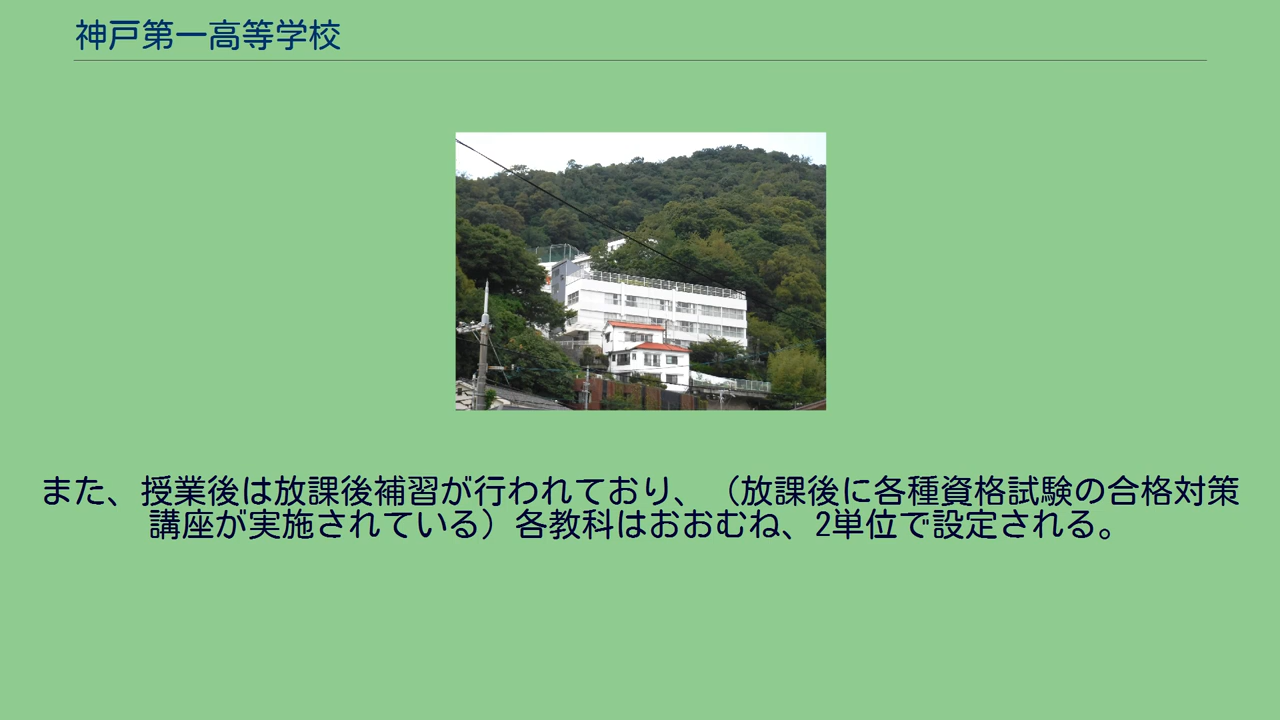 神戸第一高等学校
また、授業後は放課後補習が行われており、（放課後に各種資格試験の合格対策
講座が実施されている）各教科はおおむね、2単位で設定される。